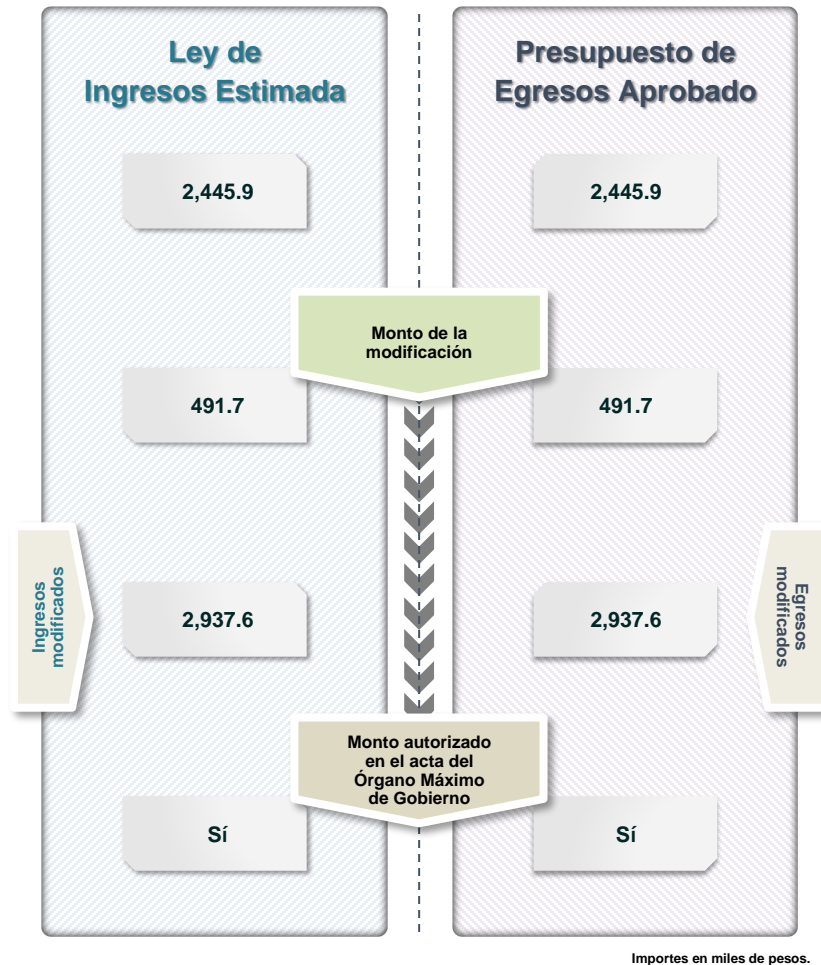 Ley de
Ingresos Estimada
Presupuesto de
Egresos Aprobado
2,445.9
2,445.9
Monto de la
modificación
491.7
491.7
Ingresos
modificados
2,937.6
2,937.6
Egresos
modificados
Monto autorizado
en el acta del
Órgano Máximo
de Gobierno
Sí
Sí
Importes en miles de pesos.